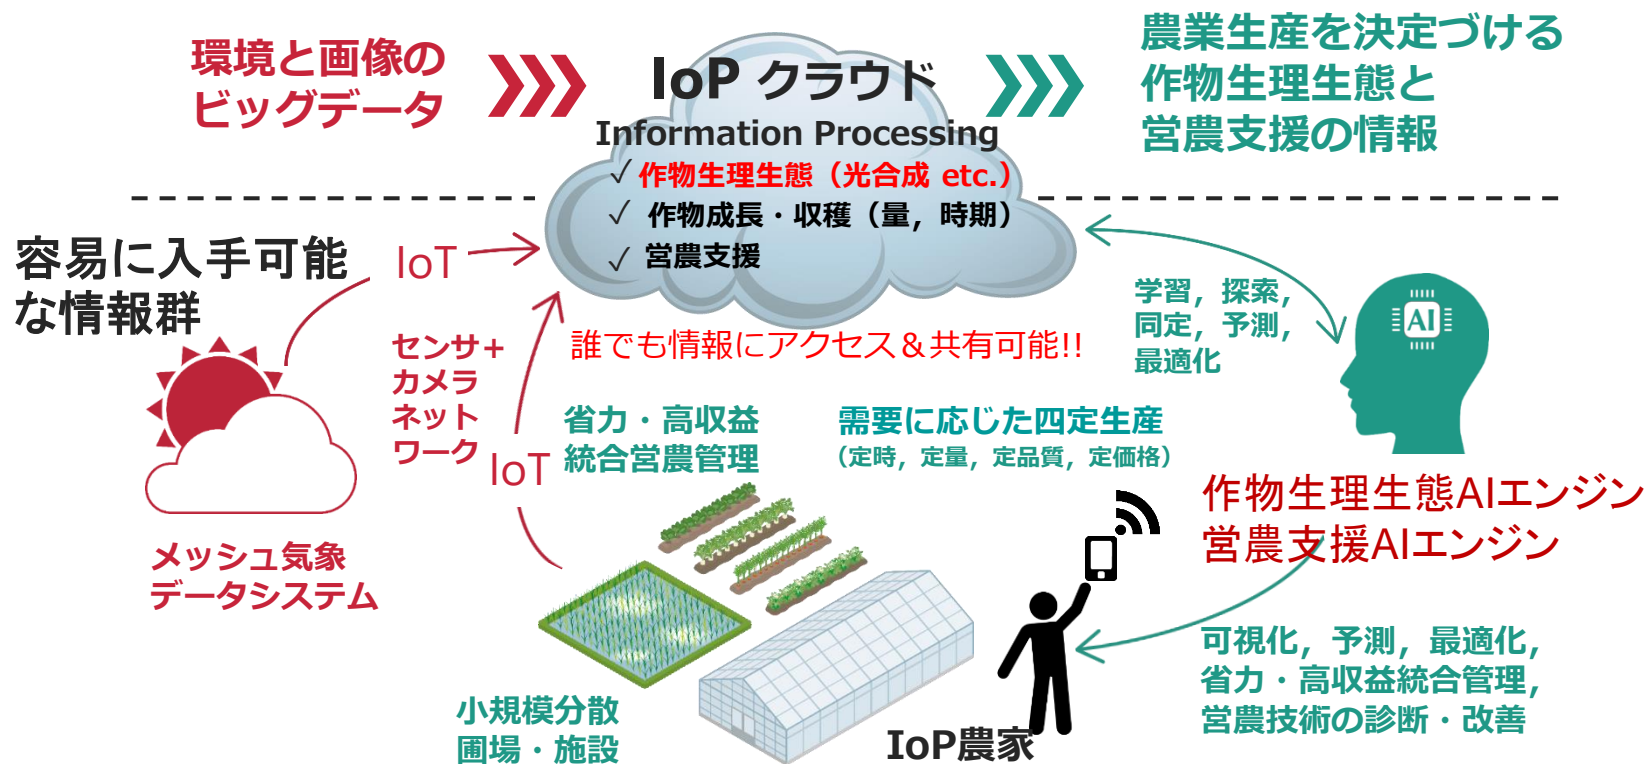 環境と画像の
ビッグデータ
IoP クラウド
Information Processing
✓ 作物生理生態（光合成 etc.）
✓ 作物成長・収穫（量，時期）
✓ 営農支援
農業生産を決定づける
作物生理生態と
営農支援の情報
容易に入手可能
な情報群
IoT
センサ＋
カメラ
ネット
ワーク
IoT
誰でも情報にアクセス＆共有可能!!
学習，探索，
同定，予測，
最適化
AI
省力・高収益
統合営農管理
需要に応じた四定生産
（定時，定量，定品質，定価格）
メッシュ気象
データシステム
作物生理生態AIエンジン
営農支援AIエンジン
可視化，予測，最適化，
省力・高収益統合管理，
営農技術の診断・改善
小規模分散
圃場・施設
IoP農家